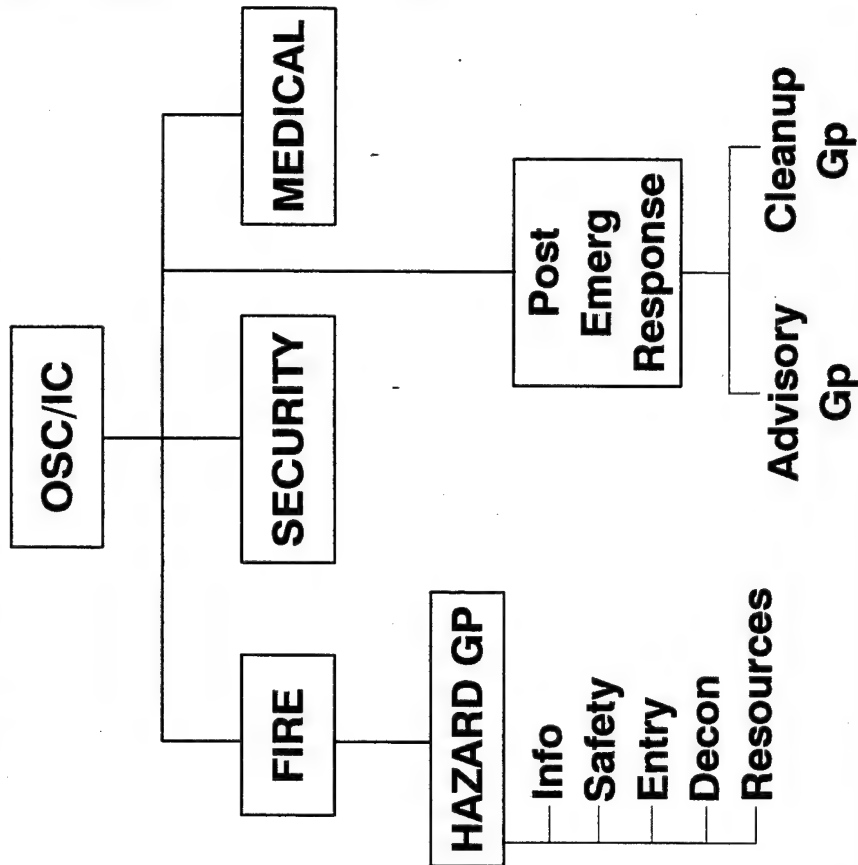 OSC/IC
FIRE
SECURITY
MEDICAL
HAZARD GP
Info
Safety
Entry
Decon
Resources
Post
Emerg
Response
Advisory
Gp
Cleanup
Gp